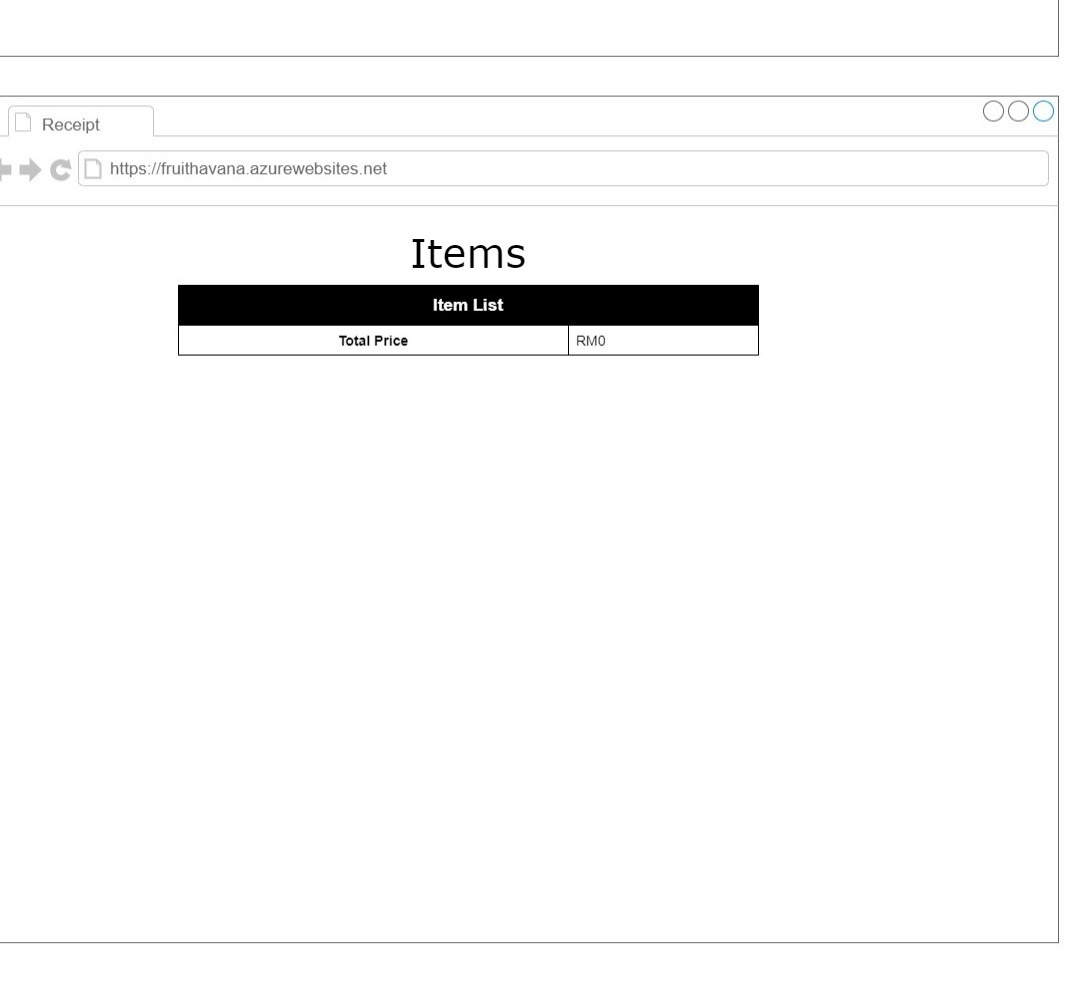 Receipt
https://fruithavana.azurewebsites.net
Items
Item List
Total Price RM0